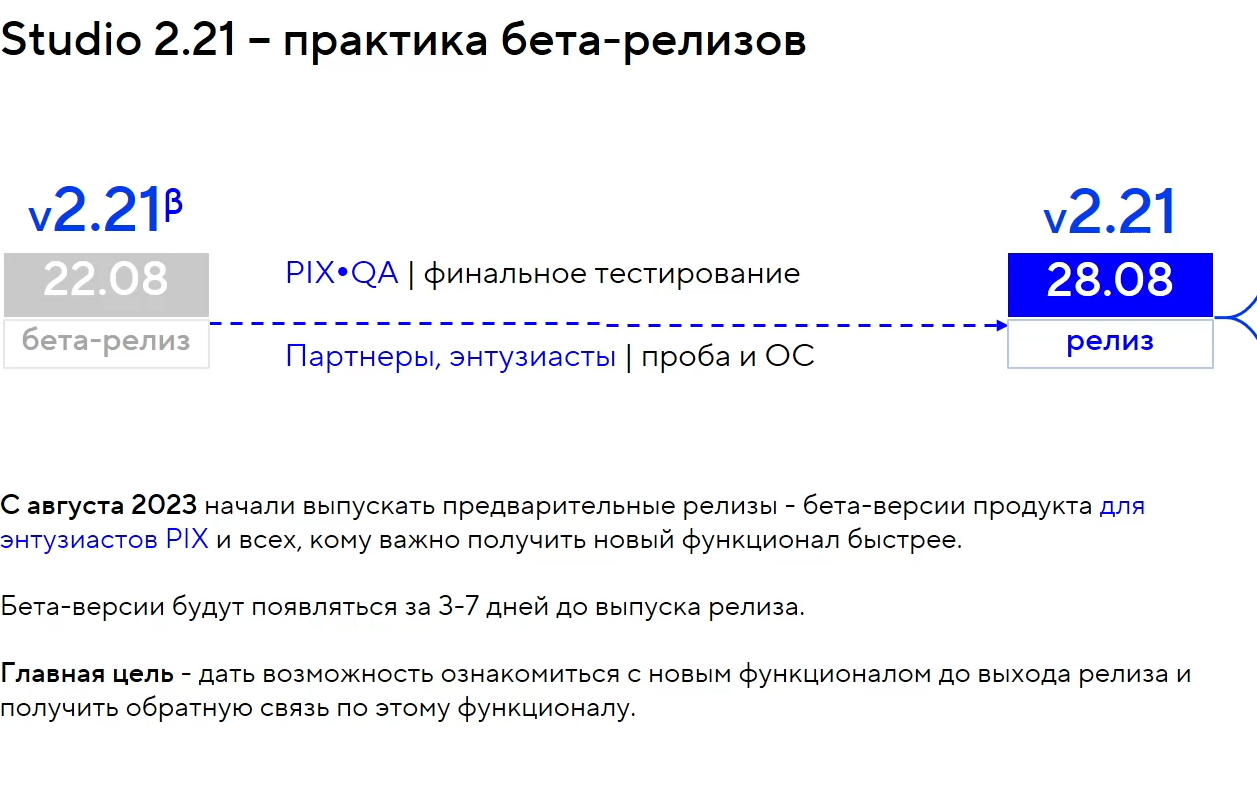 Studio 2.21 – практика бета-релизов
v2.21β
22.08
бета-релиз
PIX•QA | финальное тестирование
Партнеры, энтузиасты | проба и ОС
v2.21
28.08
релиз
С августа 2023 начали выпускать предварительные релизы - бета-версии продукта для
энтузиастов PIX и всех, кому важно получить новый функционал быстрее.
Бета-версии будут появляться за 3-7 дней до выпуска релиза.
Главная цель - дать возможность ознакомиться с новым функционалом до выхода релиза и
получить обратную связь по этому функционалу.